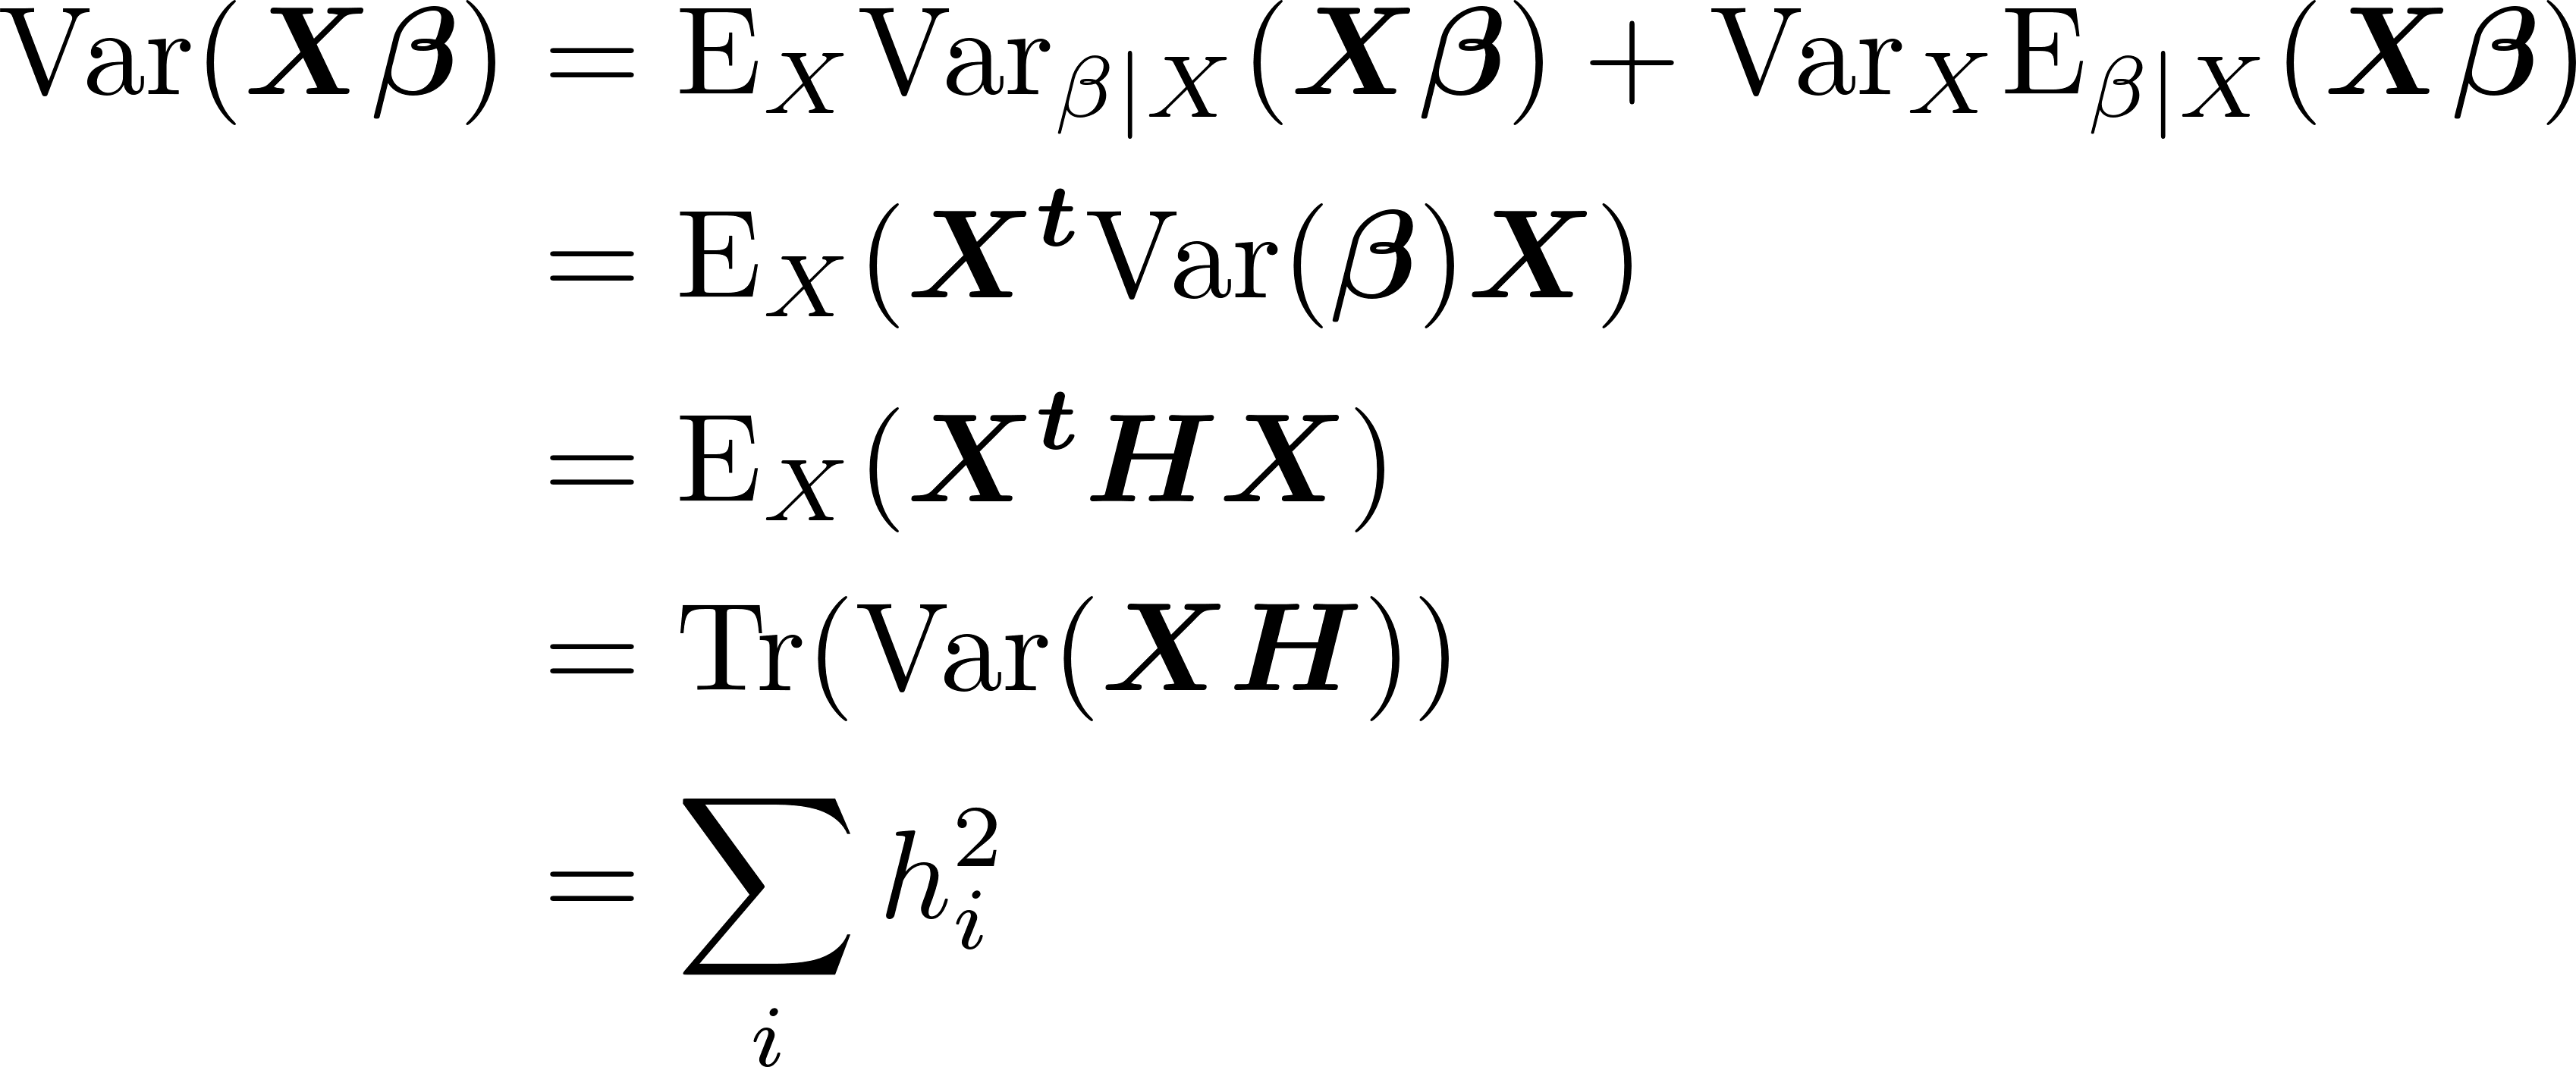 Var(Xβ) = E_X Var_{β|X}(Xβ) + Var_X E_{β|X}(Xβ)
= E_X(X^t Var(β)X)
= E_X(X^t HX)
= Tr(Var(XH))
= ∑_i h_i^2